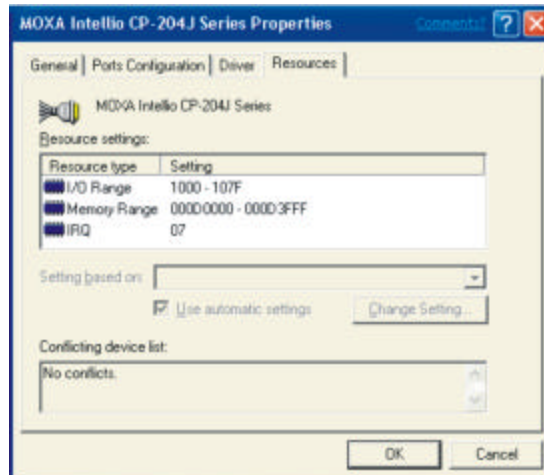 MOXA Intellio CP-204J Series Properties Comments! ?
General Ports Configuration Driver Resources
MOXA Intellio CP-204J Series
Resource settings:
Resource type Setting
I/O Range 1000 - 107F
Memory Range 000D0000 - 000D3FFF
IRQ 07
Setting based on:
Use automatic settings Change Setting...
Conflicting device list:
No conflicts.
OK Cancel